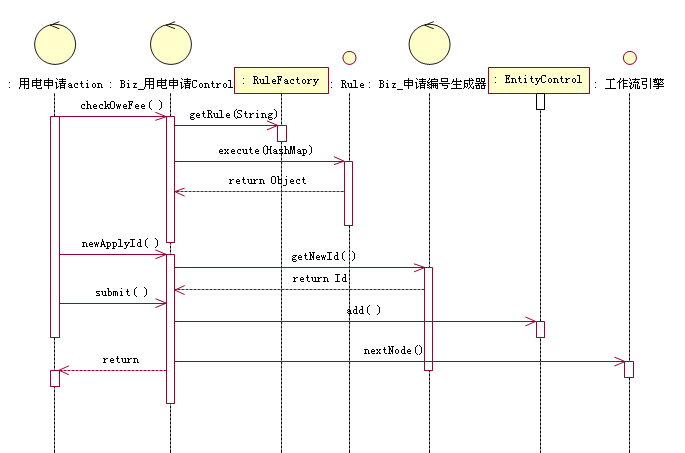 : 用电申请action
: Biz_用电申请Control
: RuleFactory
: Rule
: Biz_申请编号生成器
: EntityControl
: 工作流引擎
checkOweFee( )
getRule(String)
execute(HashMap)
return Object
newApplyId( )
getNewId( )
return Id
submit( )
add( )
nextNode()
return